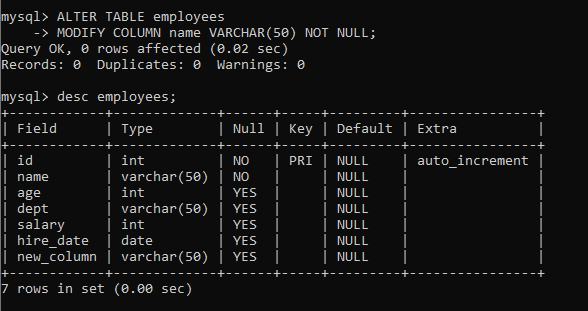 mysql> ALTER TABLE employees
    -> MODIFY COLUMN name VARCHAR(50) NOT NULL;
Query OK, 0 rows affected (0.02 sec)
Records: 0  Duplicates: 0  Warnings: 0
mysql> desc employees;
+------------+-------------+------+-----+---------+----------------+
| Field      | Type        | Null | Key | Default | Extra          |
+------------+-------------+------+-----+---------+----------------+
| id         | int         | NO   | PRI | NULL    | auto_increment |
| name       | varchar(50) | NO   |     | NULL    |                |
| age        | int         | YES  |     | NULL    |                |
| dept       | varchar(50) | YES  |     | NULL    |                |
| salary     | int         | YES  |     | NULL    |                |
| hire_date  | date        | YES  |     | NULL    |                |
| new_column | varchar(50) | YES  |     | NULL    |                |
+------------+-------------+------+-----+---------+----------------+
7 rows in set (0.00 sec)